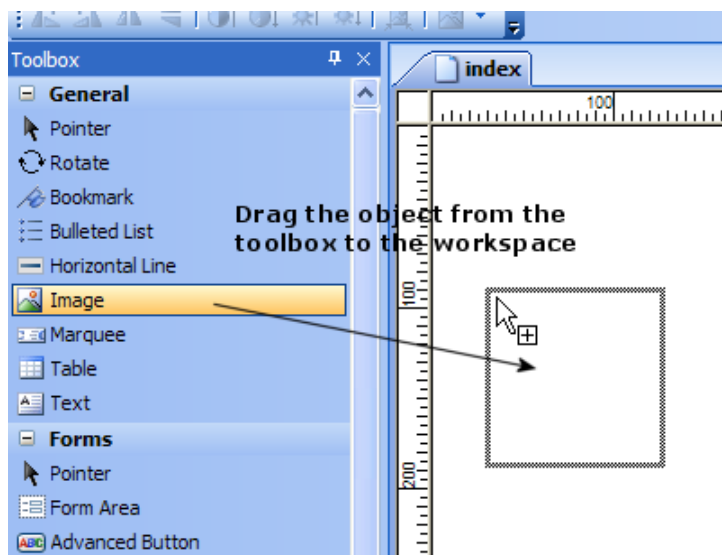 Toolbox
General
Pointer
Rotate
Bookmark
Bulleted List
Horizontal Line
Image
Marquee
Table
Text
Forms
Pointer
Form Area
ABC Advanced Button
index
100
Drag the object from the
toolbox to the workspace
100
200